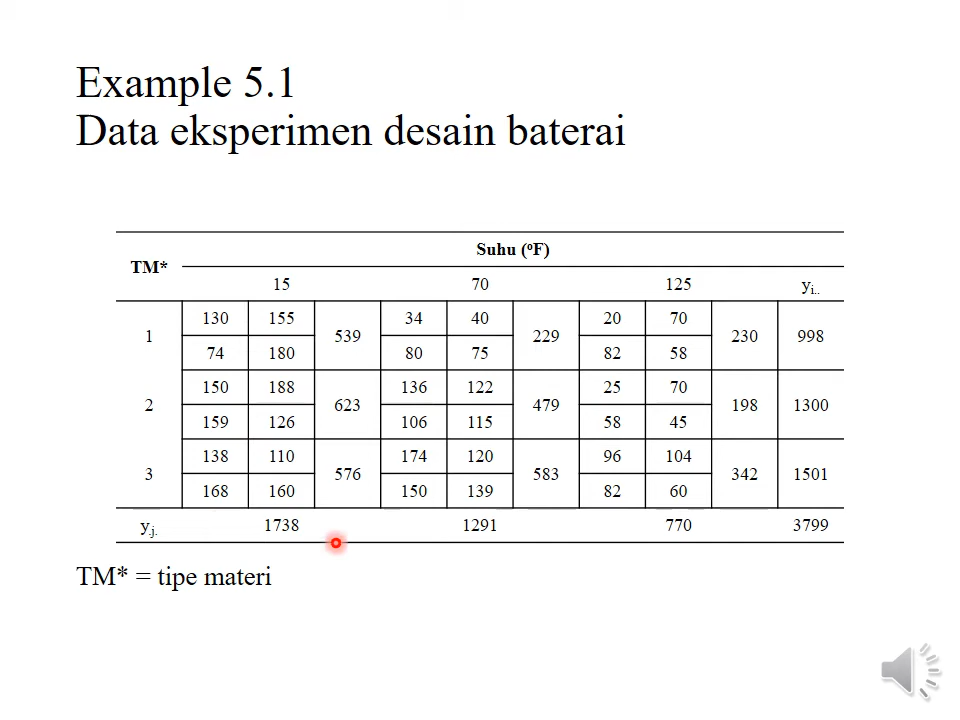 Example 5.1
Data eksperimen desain baterai
TM* Suhu (ºF)
15 70 125 yi..
1 130 155 539 34 40 229 20 70 230 998
74 180 80 75 82 58
2 150 188 623 136 122 479 25 70 198 1300
159 126 106 115 58 45
3 138 110 576 174 120 583 96 104 342 1501
168 160 150 139 82 60
y.j. 1738 1291 770 3799
TM* = tipe materi